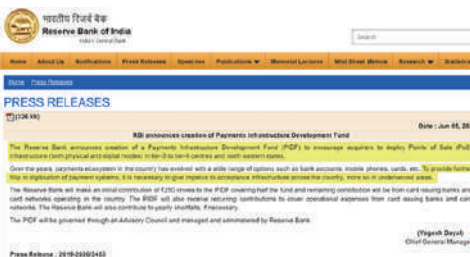 भारतीय रिज़र्व बैंक
Reserve Bank of India
India's Central Bank
Search
Home About Us Notifications Press Releases Speeches Publications Memorial Lectures Mint Street Memos Research Statistics
Home Press Releases
PRESS RELEASES
(326 kb)
Date : Jun 05, 20
RBI announces creation of Payments Infrastructure Development Fund
The Reserve Bank announces creation of a Payments Infrastructure Development Fund (PIDF) to encourage acquirers to deploy Points of Sale (PoS)
infrastructure (both physical and digital modes) in tier-3 to tier-6 centres and north eastern states.
Over the years, payments ecosystem in the country has evolved with a wide range of options such as bank accounts, mobile phones, cards, etc. To provide further
fillip to digitisation of payment systems, it is necessary to give impetus to acceptance infrastructure across the country, more so in underserved areas.
The Reserve Bank will make an initial contribution of ₹250 crores to the PIDF covering half the fund and remaining contribution will be from card issuing banks and
card networks operating in the country. The PIDF will also receive recurring contributions to cover operational expenses from card issuing banks and card
networks. The Reserve Bank will also contribute to yearly shortfalls, if necessary.
The PIDF will be governed through an Advisory Council and managed and administered by Reserve Bank.
(Yogesh Dayal)
Chief General Manage
Press Release : 2019-2020/2453